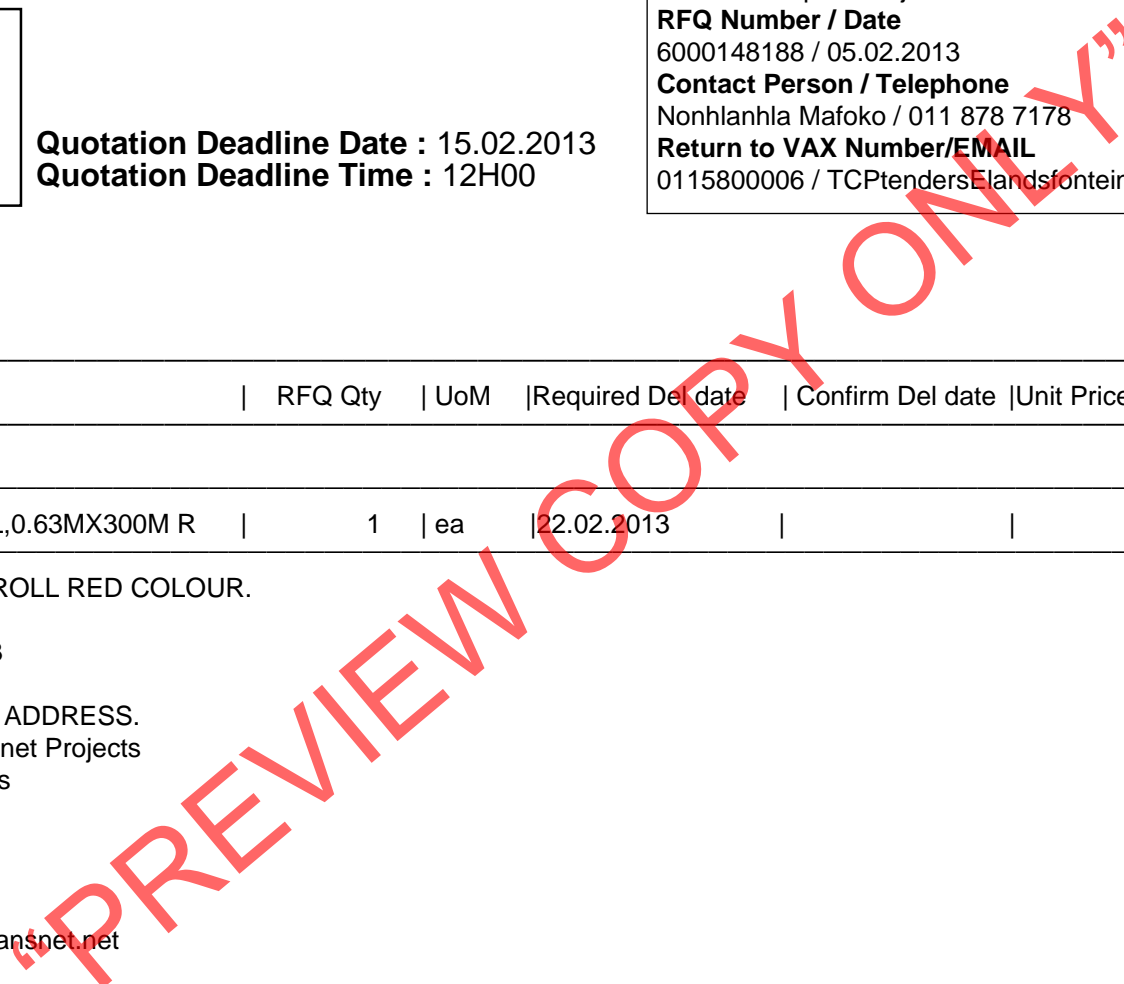 RFQ Number / Date
6000148188 / 05.02.2013
Contact Person / Telephone
Nonhlanhla Mafoko / 011 878 7178
Return to VAX Number/EMAIL
0115800006 / TCPtendersElandsfontein
Quotation Deadline Date : 15.02.2013
Quotation Deadline Time : 12H00
| RFQ Qty | UoM |Required Del date | Confirm Del date |Unit Price
,0.63MX300M R | 1 | ea |22.02.2013 | |
ROLL RED COLOUR.
ADDRESS.
net Projects
s
ansnet.net
“PREVIEW COPY ONLY”